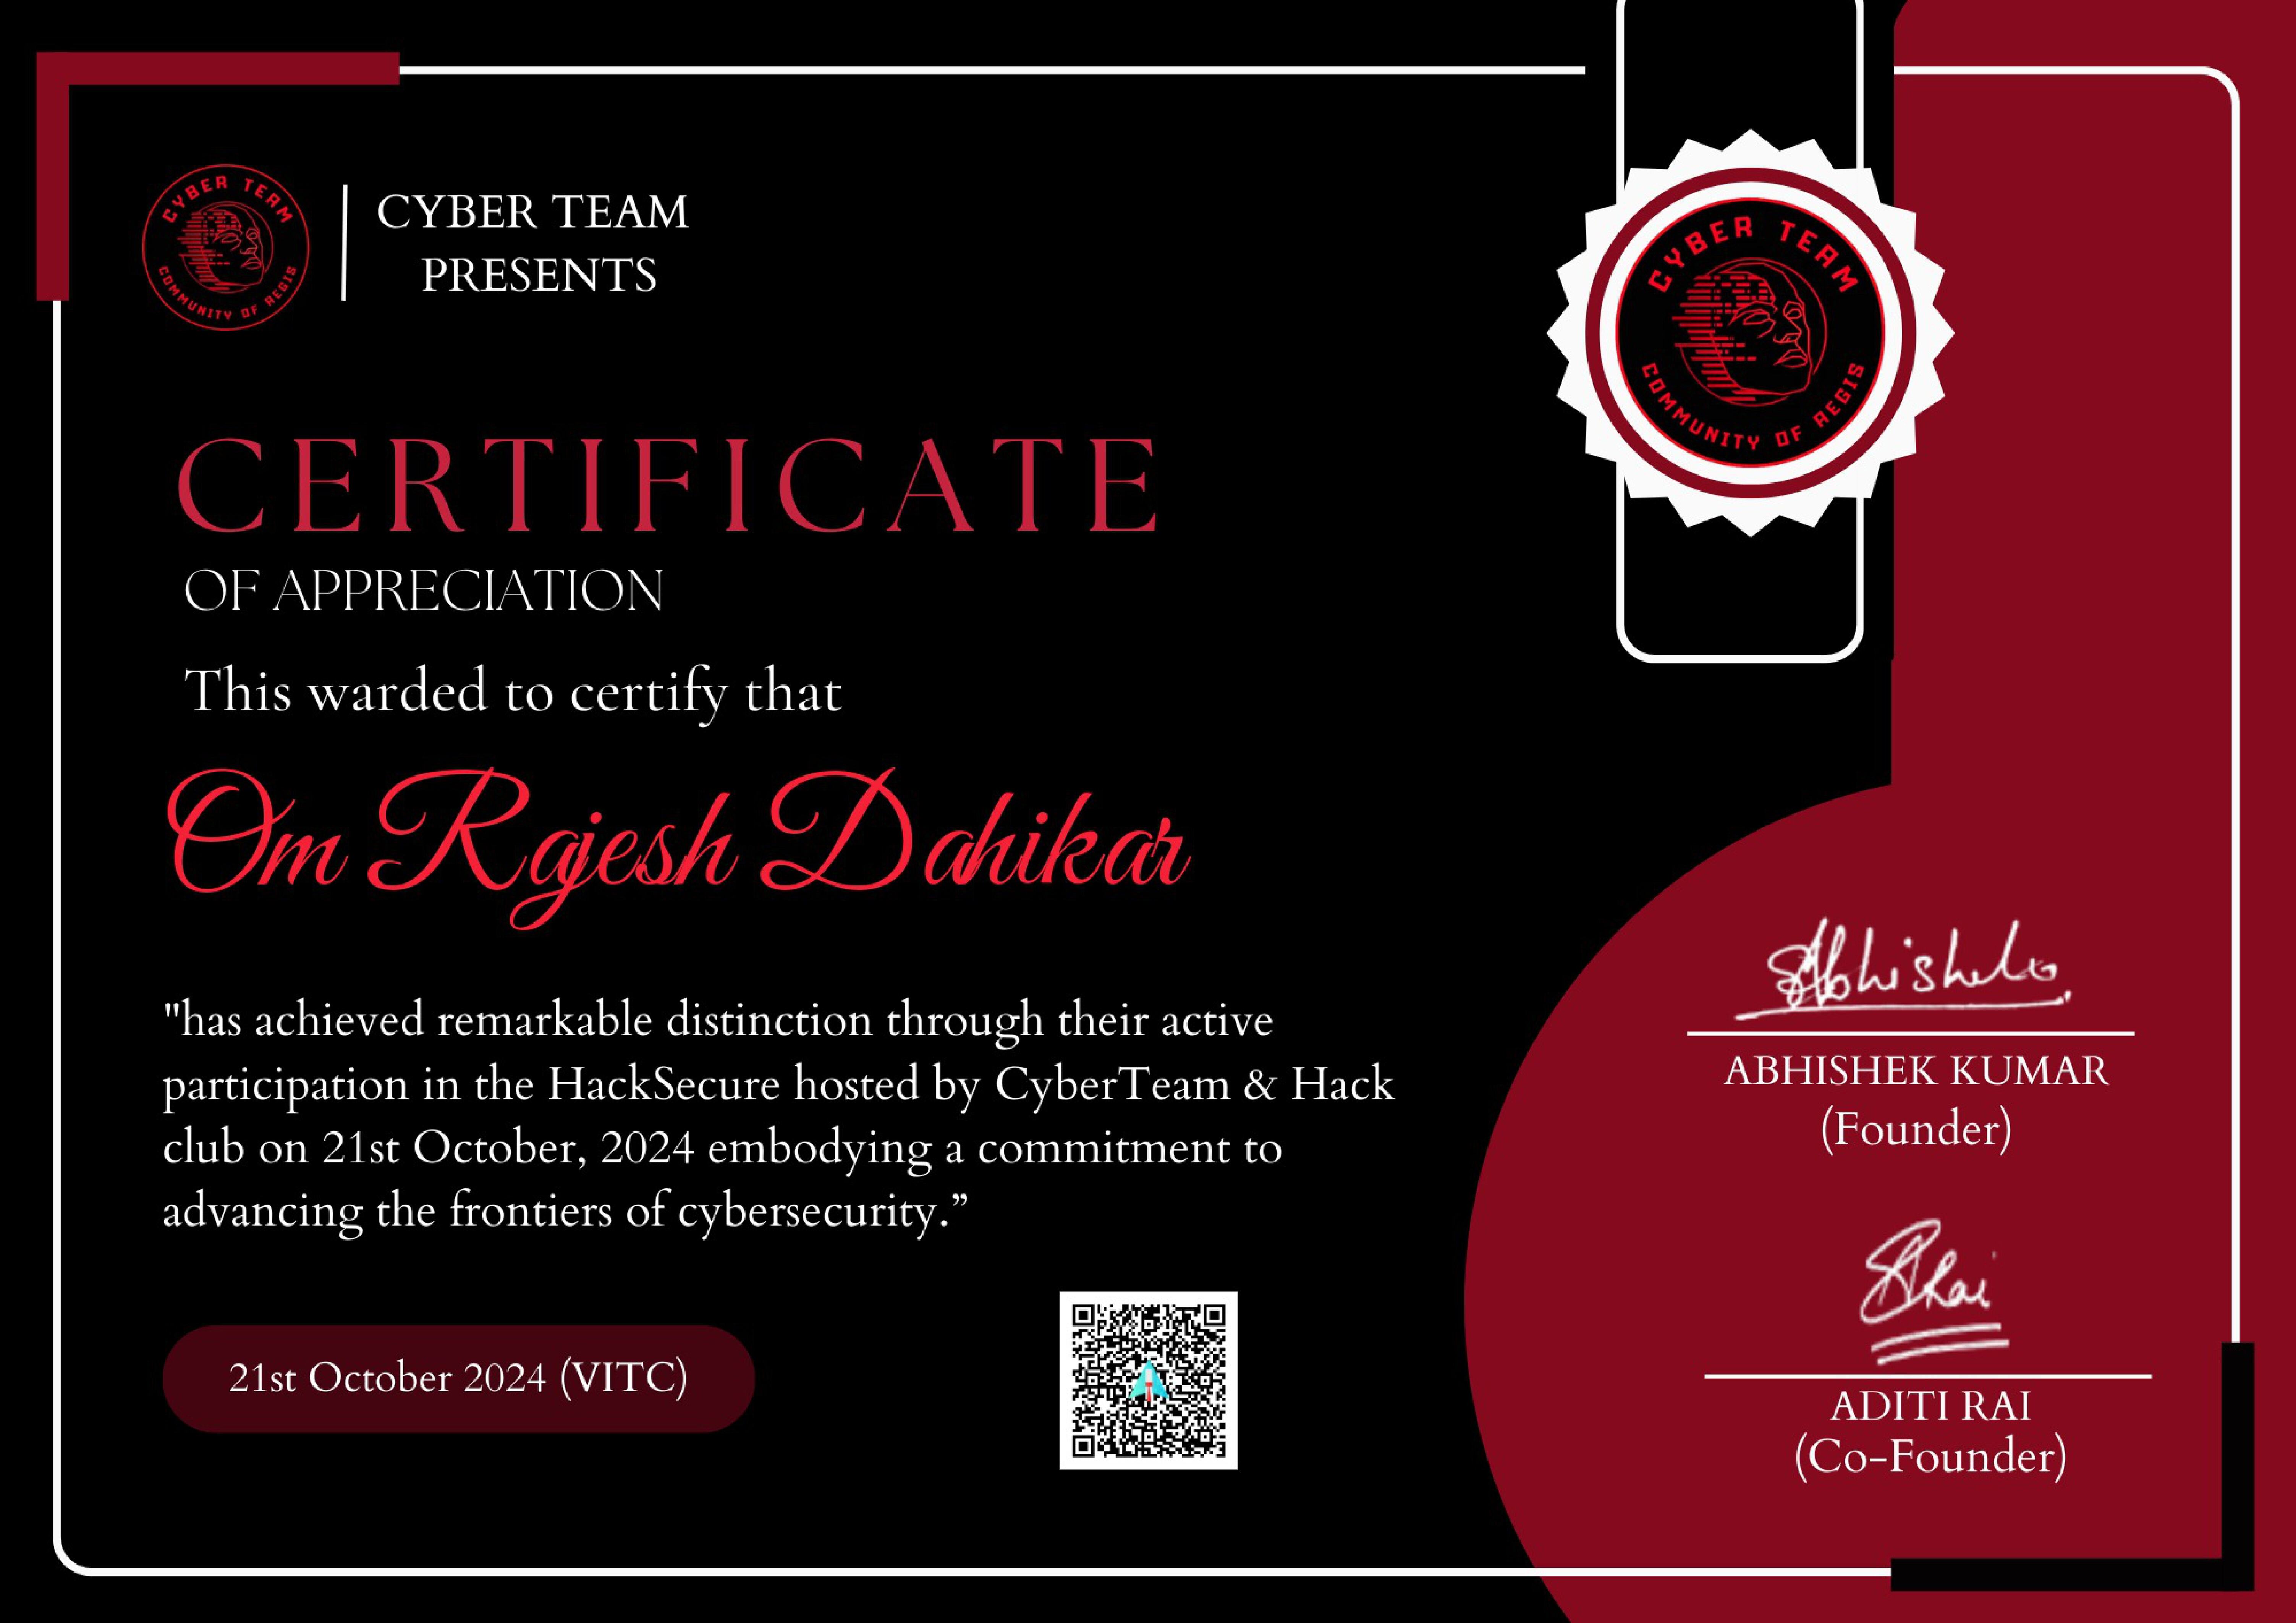 CYBER TEAM
COMMUNITY OF AEGIS
CYBER TEAM
PRESENTS
CYBER TEAM
COMMUNITY OF AEGIS
CERTIFICATE
OF APPRECIATION
This warded to certify that
Om Rajesh Dahikar
"has achieved remarkable distinction through their active
participation in the HackSecure hosted by CyberTeam & Hack
club on 21st October, 2024 embodying a commitment to
advancing the frontiers of cybersecurity.”
21st October 2024 (VITC)
Abhishek
ABHISHEK KUMAR
(Founder)
ARai
ADITI RAI
(Co-Founder)